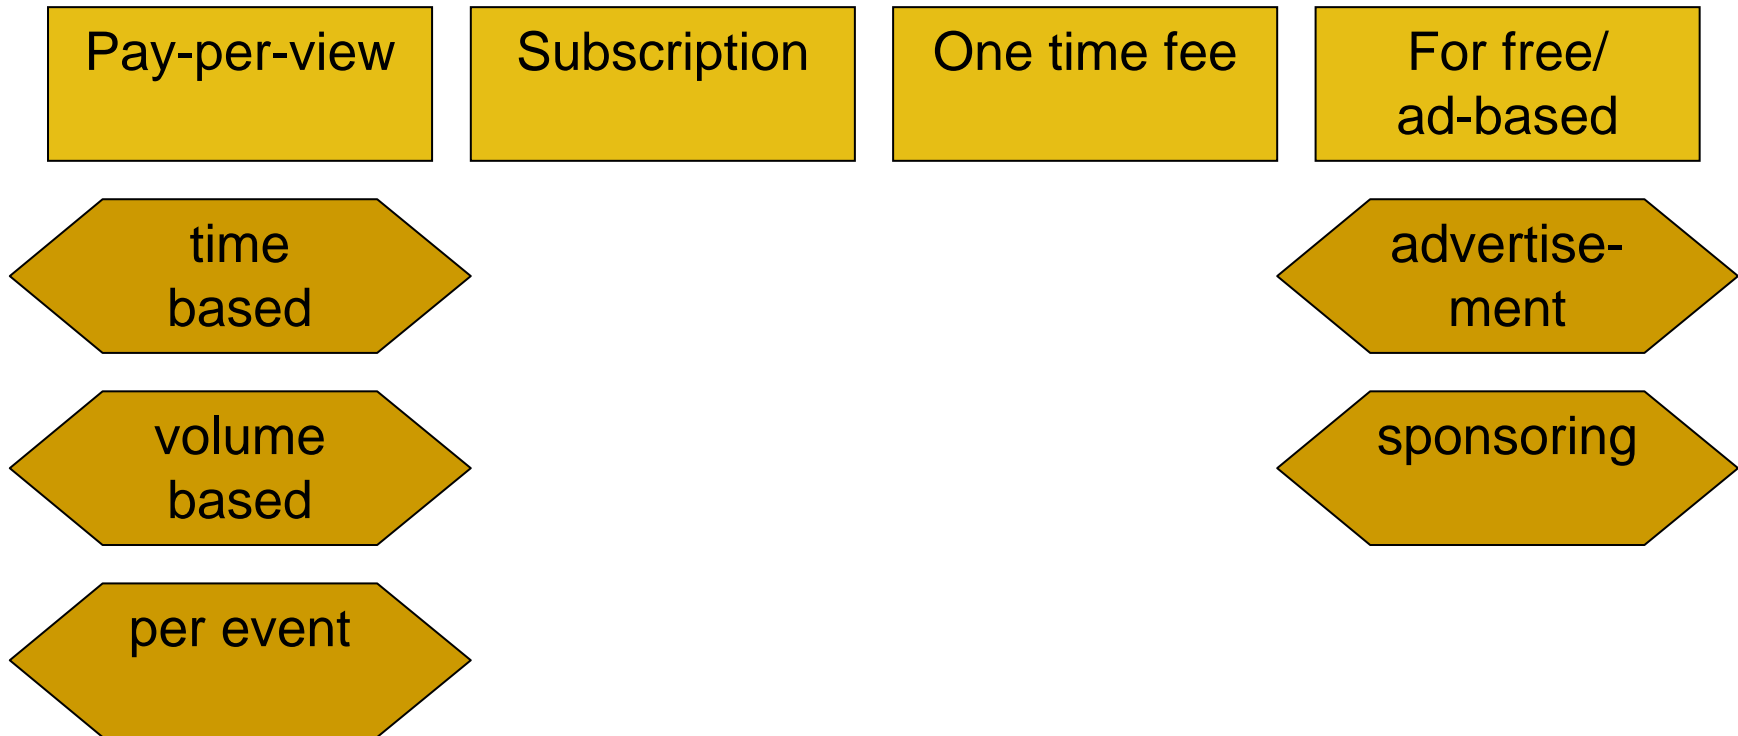 Pay-per-view
Subscription
One time fee
For free/
ad-based
time
based
advertise-
ment
volume
based
sponsoring
per event